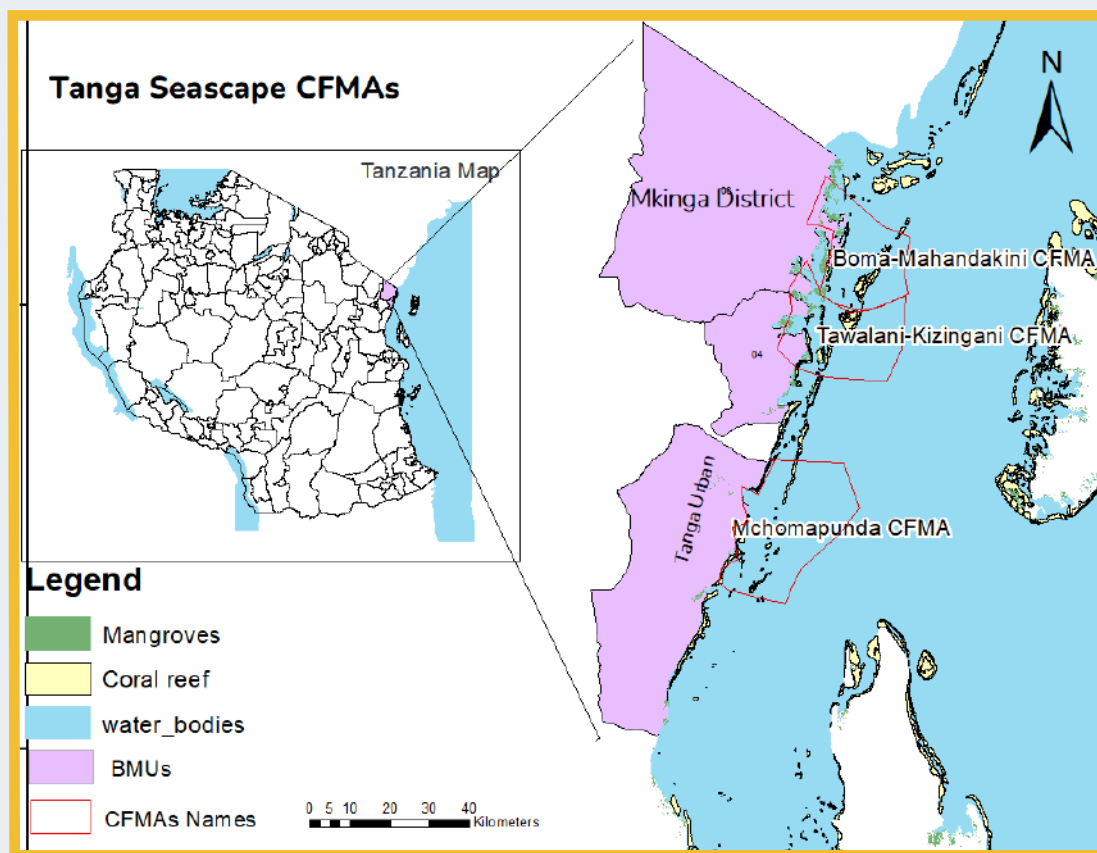 Tanga Seascape CFMAs
N
Tanzania Map
Mkinga District
06
Boma-Mahandakini CFMA
Tawalani-Kizingani CFMA
04
Tanga Urban
Mchomapunda CFMA
Legend
Mangroves
Coral reef
water_bodies
BMUs
CFMAs Names
0 5 10 20 30 40
Kilometers